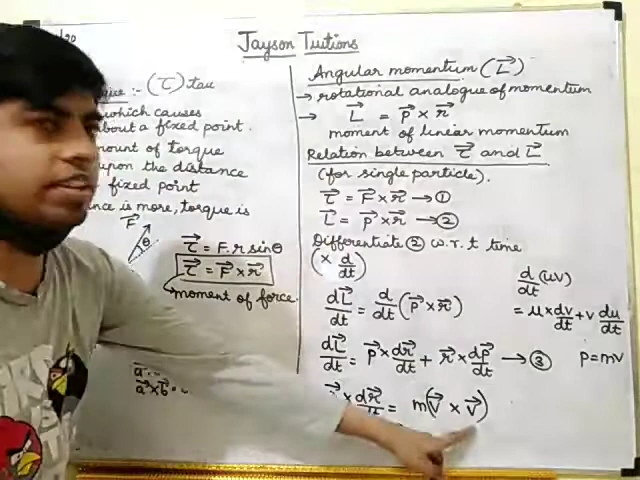 Jayson Tuitions
:- (τ⃗) tau
which causes
about a fixed point.
mount of torque
upon the distance
fixed point
nce is more, torque is
F⃗
θ
τ⃗ = F.r sinθ
τ⃗ = F⃗ × r⃗
→ moment of force
a⃗ × b⃗ =
Angular momentum (L⃗)
→ rotational analogue of momentum
→ L⃗ = p⃗ × r⃗
moment of linear momentum
Relation between τ⃗ and L⃗
(for single particle).
τ⃗ = F⃗ × r⃗ → ①
L⃗ = p⃗ × r⃗ → ②
Differentiate ② w.r.t time
(× d/dt)
dL⃗/dt = d/dt (p⃗ × r⃗)
d/dt (uv)
= u × dv/dt + v du/dt
dL⃗/dt = p⃗ × dr⃗/dt + r⃗ × dp⃗/dt → ③
p = mv
× dr⃗/dt = m(v⃗ × v⃗)